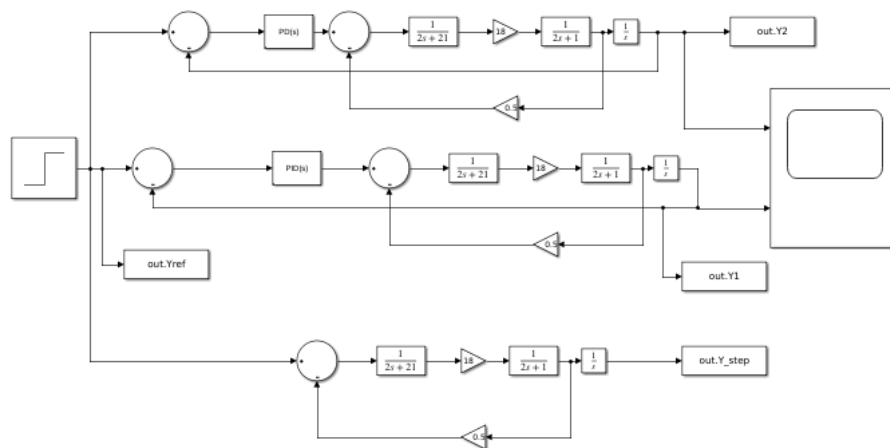 + - PD(s) + - 1/(2s + 21) 18 1/(2s + 1) 1/s out.Y2
0.5
+ - PID(s) + - 1/(2s + 21) 18 1/(2s + 1) 1/s
0.5
out.Yref
out.Y1
+ - 1/(2s + 21) 18 1/(2s + 1) 1/s out.Y_step
0.5